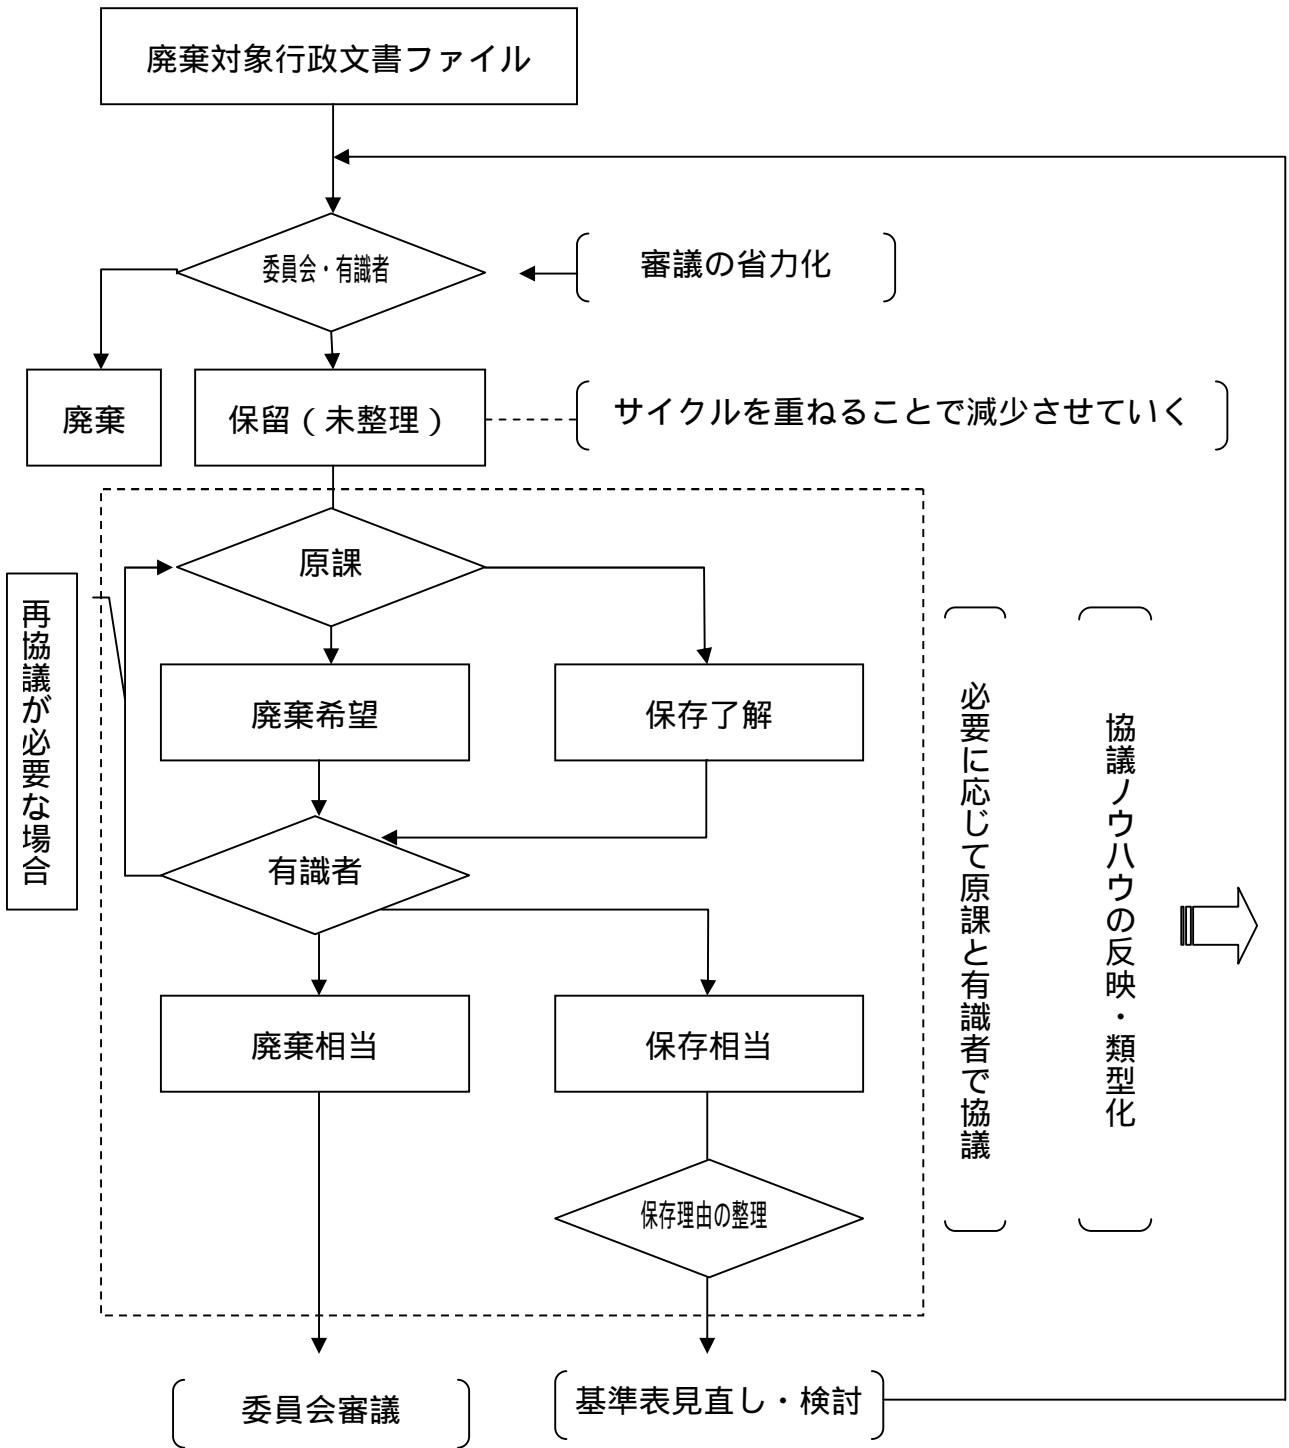 廃棄対象行政文書ファイル
委員会・有識者
審議の省力化
廃棄
保留(未整理)
サイクルを重ねることで減少させていく
原課
再協議が必要な場合
廃棄希望
保存了解
必要に応じて原課と有識者で協議
協議ノウハウの反映・類型化
有識者
廃棄相当
保存相当
保存理由の整理
委員会審議
基準表見直し・検討